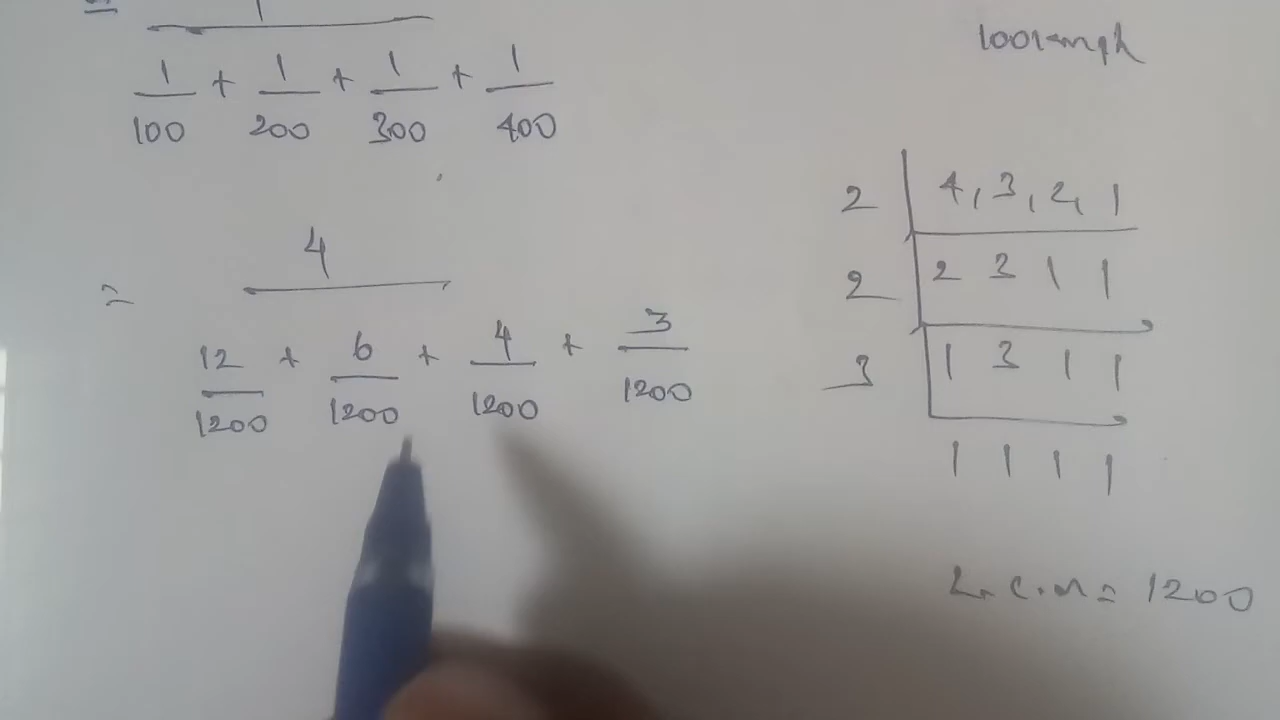 =
1/100 + 1/200 + 1/300 + 1/400
100kmph
= 4
12/1200 + 6/1200 + 4/1200 + 3/1200
2 | 4, 3, 2, 1
2 | 2 3 1 1
3 | 1 3 1 1
1 1 1 1
L.C.M = 1200